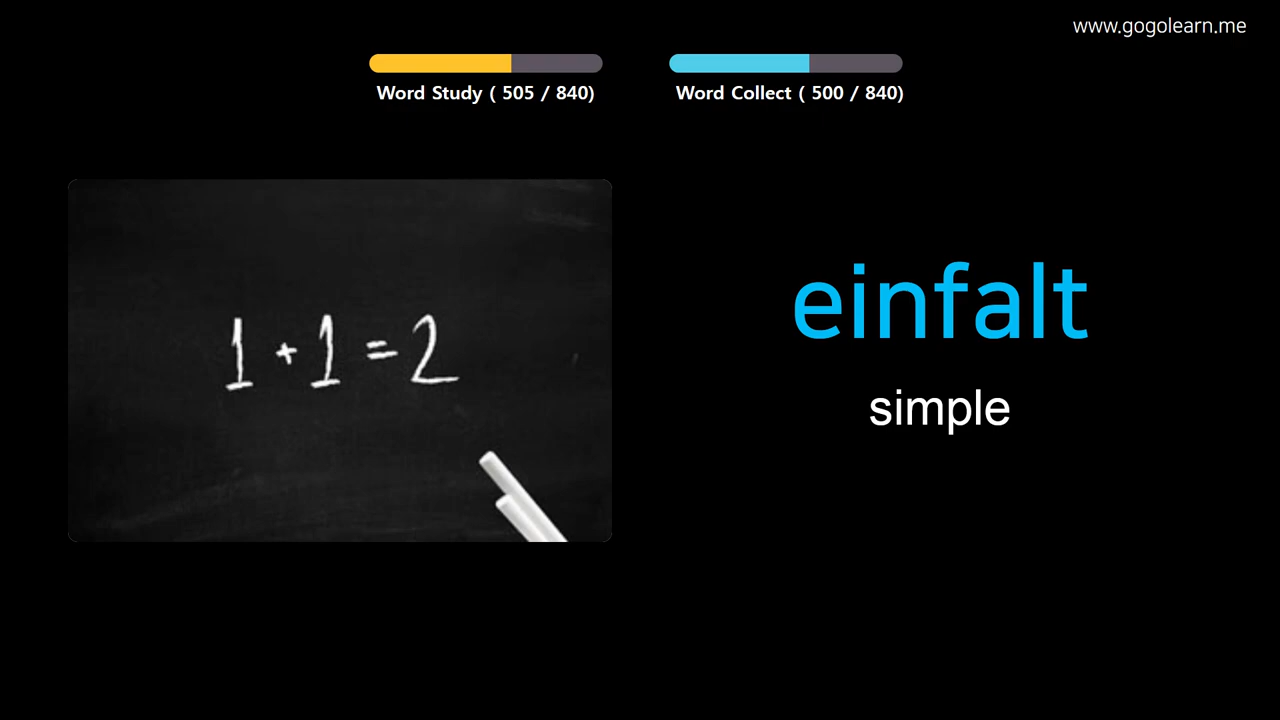 www.gogolearn.me
Word Study ( 505 / 840)
Word Collect ( 500 / 840)
1 + 1 = 2
einfalt
simple